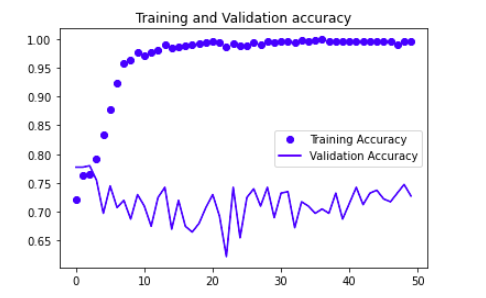 Training and Validation accuracy
1.00
0.95
0.90
0.85
0.80
0.75
0.70
0.65
Training Accuracy
Validation Accuracy
0 10 20 30 40 50